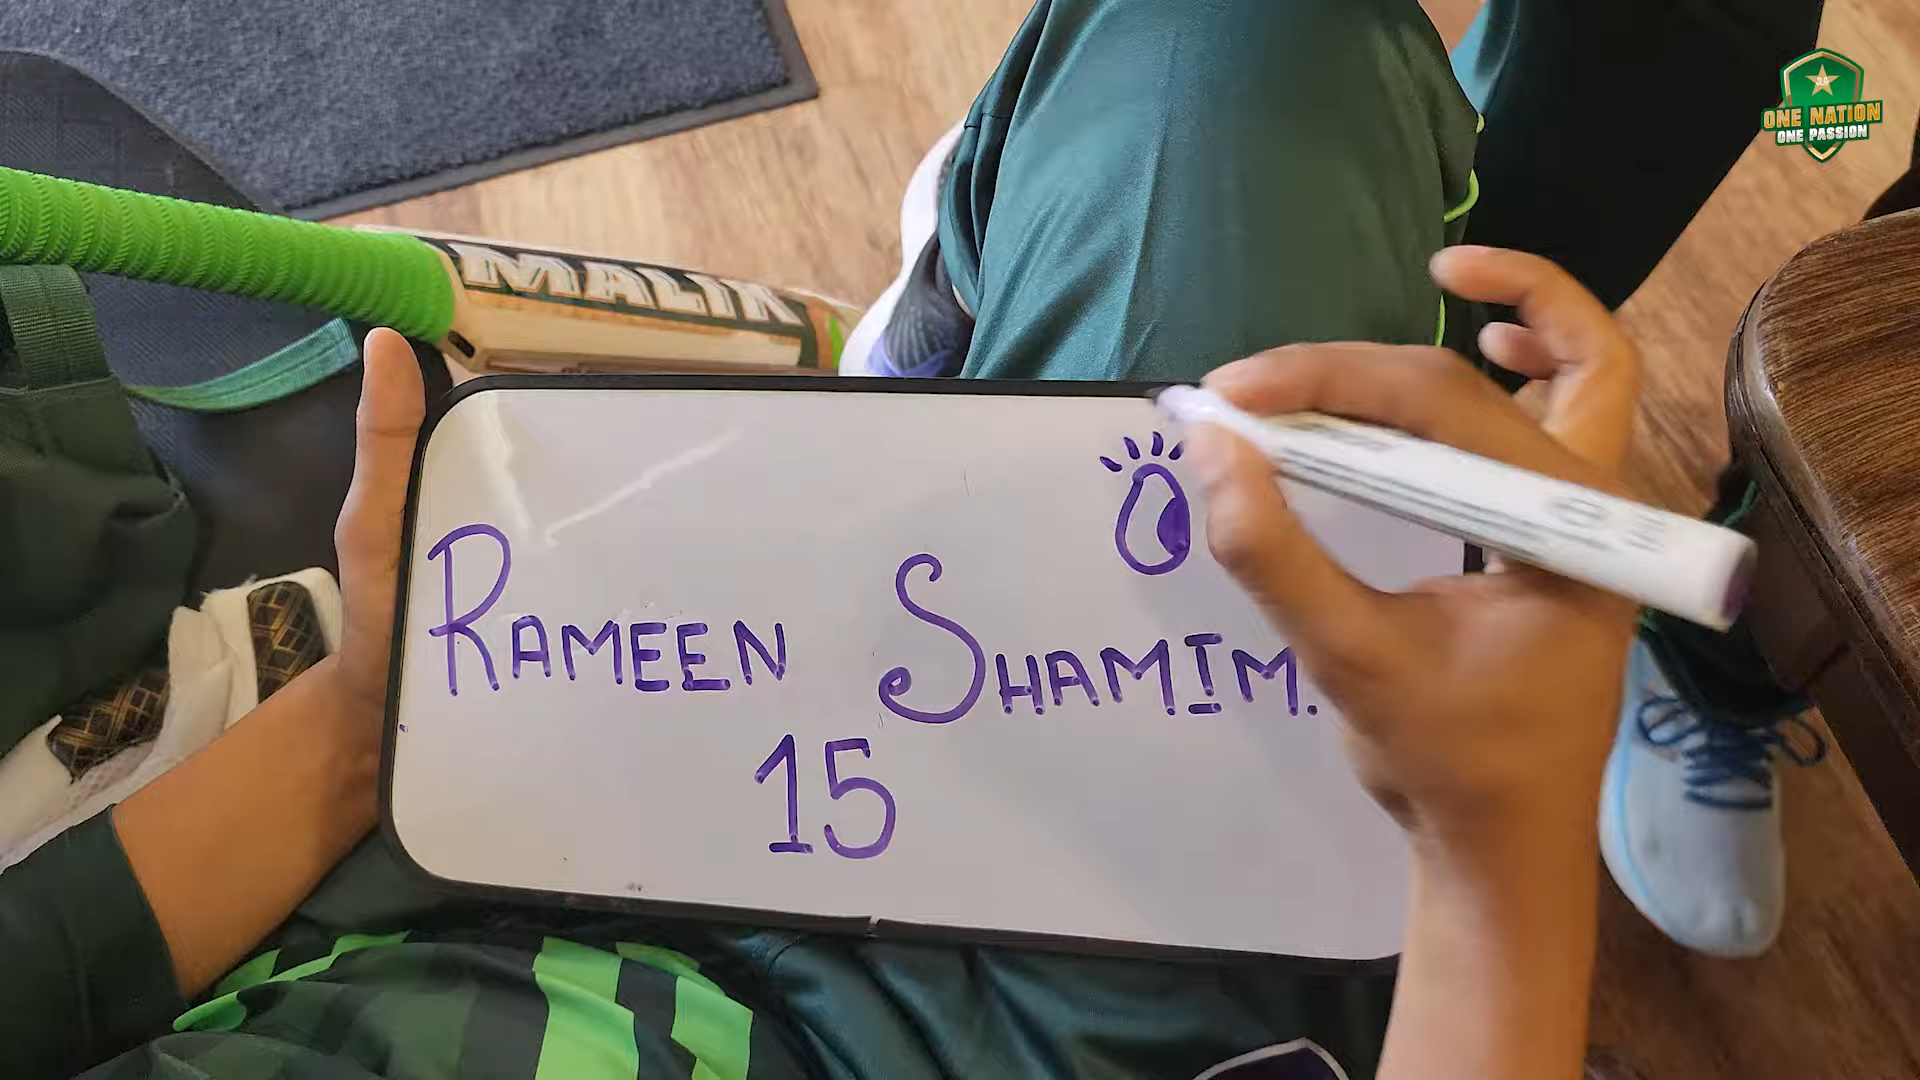 ONE NATION
ONE PASSION
MALIK
RAMEEN SHAMIM.
15